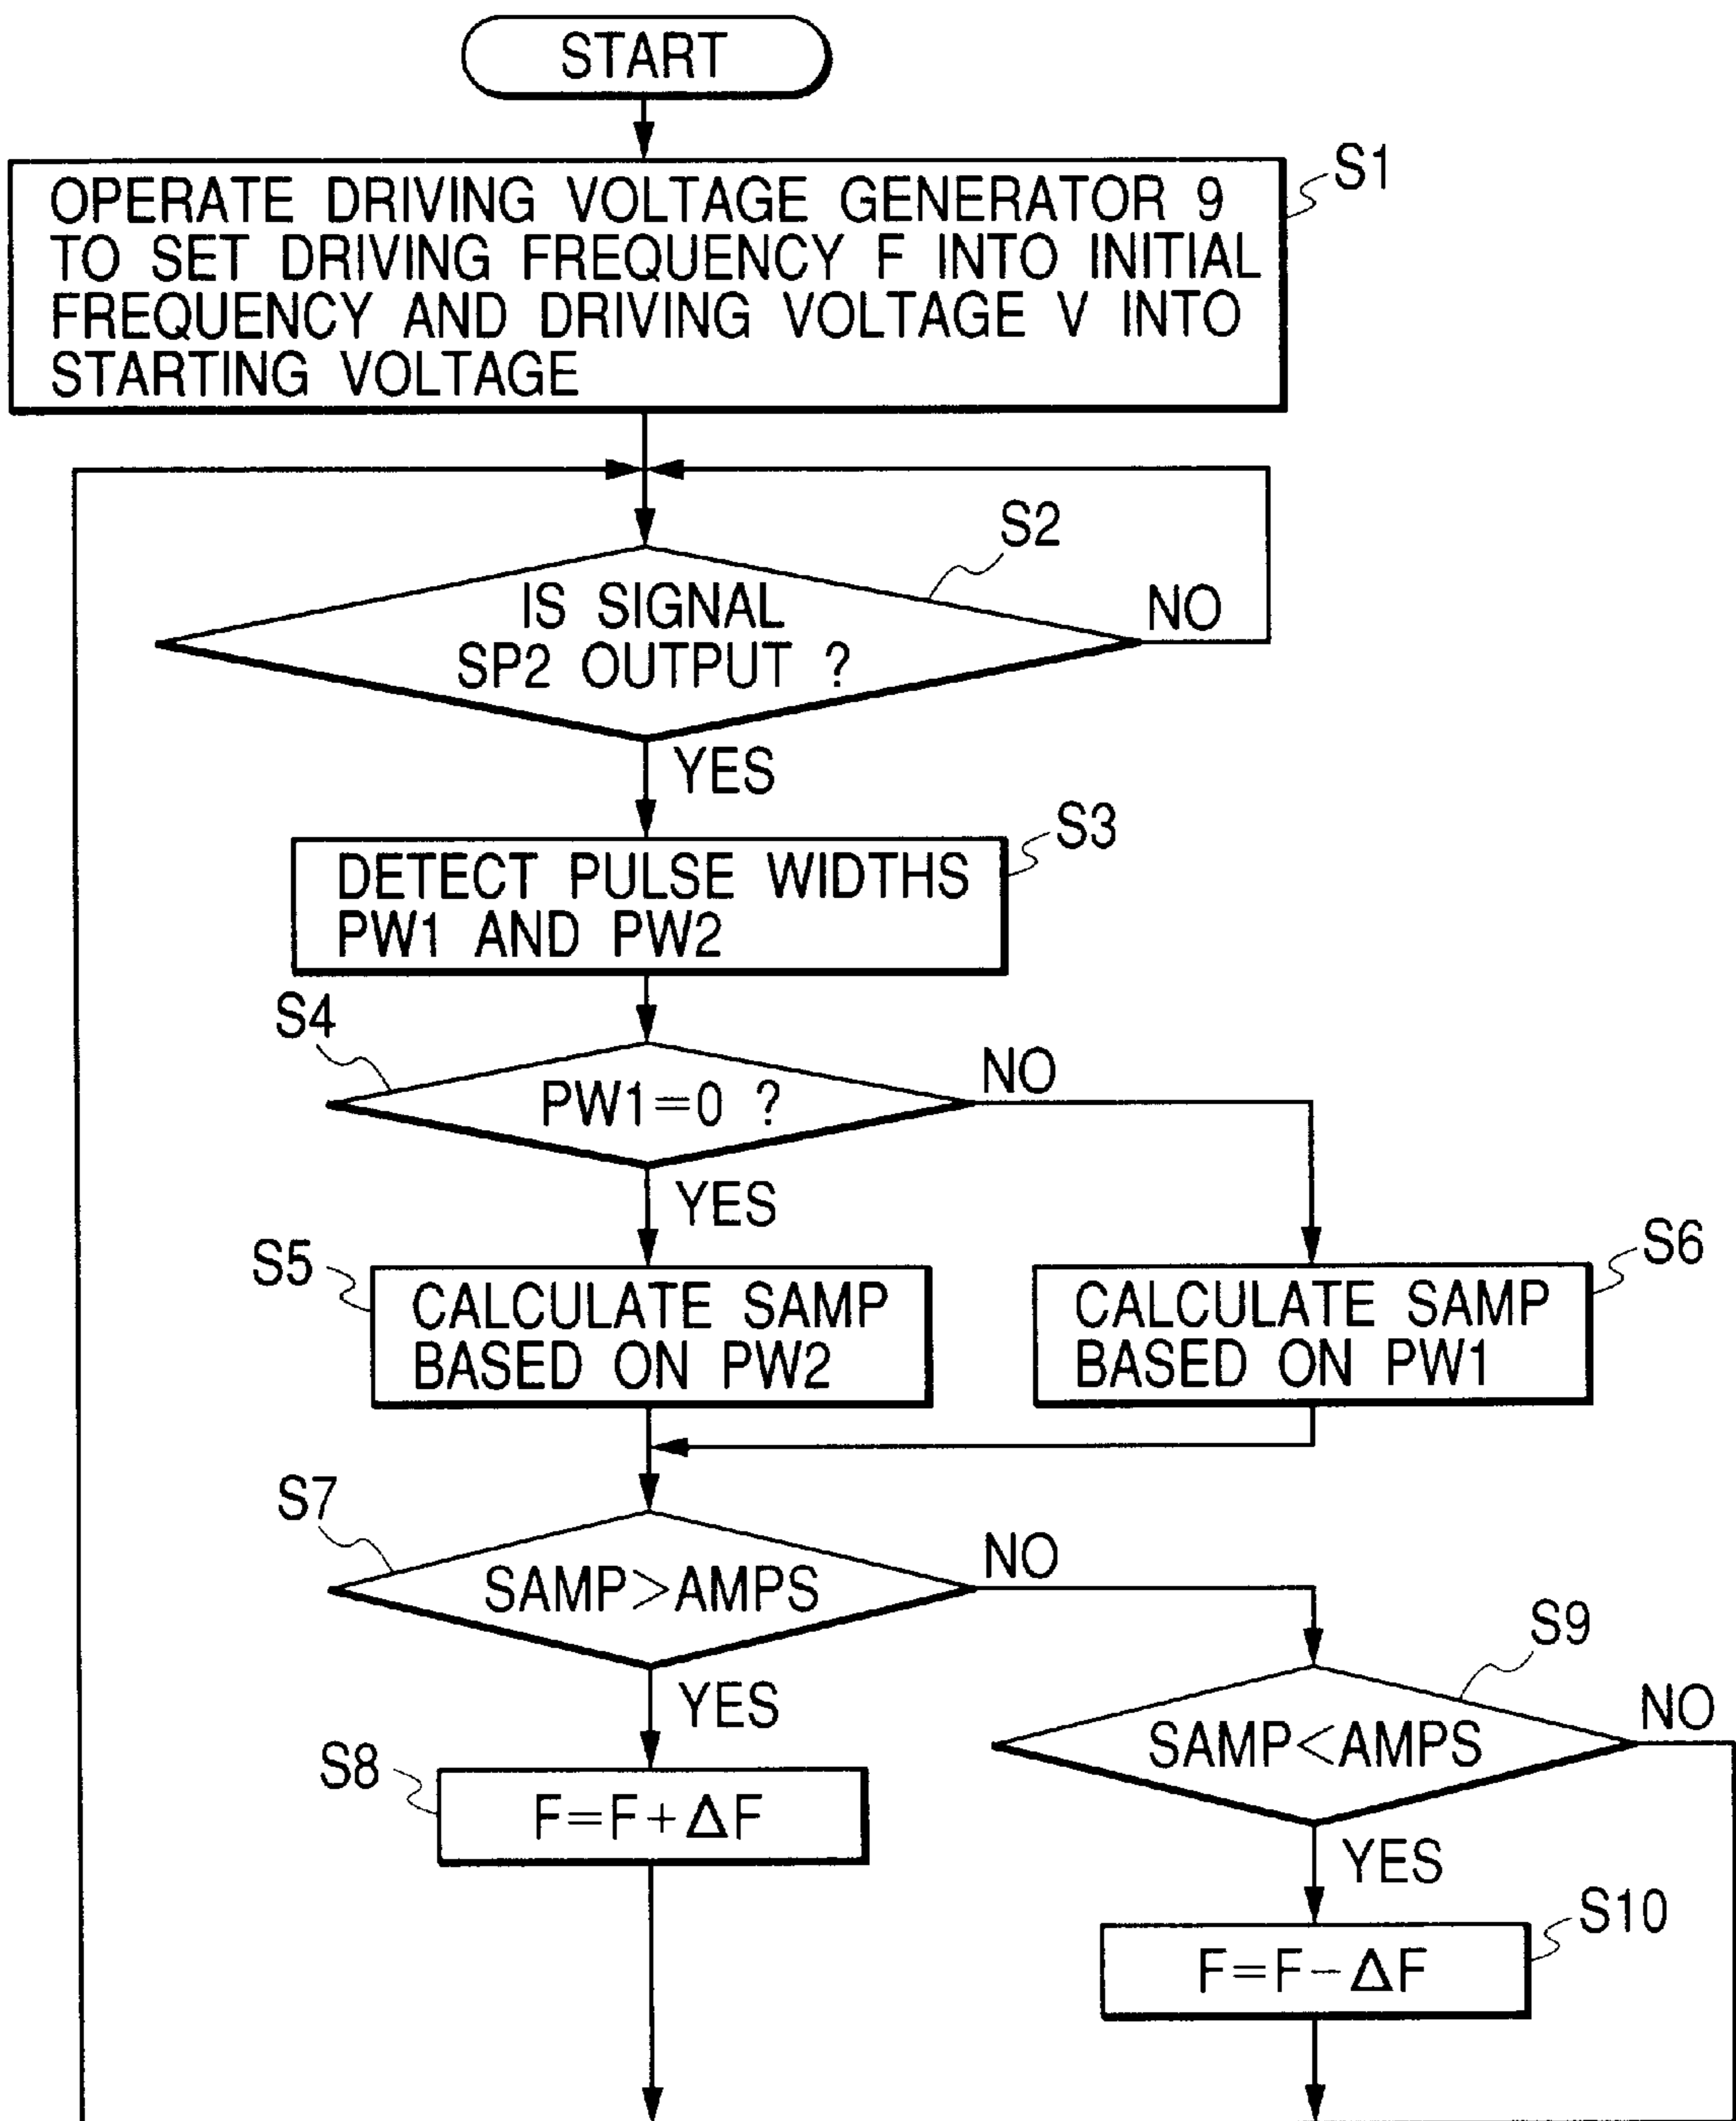 START
S1
OPERATE DRIVING VOLTAGE GENERATOR 9
TO SET DRIVING FREQUENCY F INTO INITIAL
FREQUENCY AND DRIVING VOLTAGE V INTO
STARTING VOLTAGE
S2
IS SIGNAL
SP2 OUTPUT ?
NO
YES
S3
DETECT PULSE WIDTHS
PW1 AND PW2
S4
PW1=0 ?
NO
YES
S5
CALCULATE SAMP
BASED ON PW2
S6
CALCULATE SAMP
BASED ON PW1
S7
SAMP>AMPS
NO
YES
S9
SAMP<AMPS
NO
S8
F=F+ΔF
YES
S10
F=F−ΔF